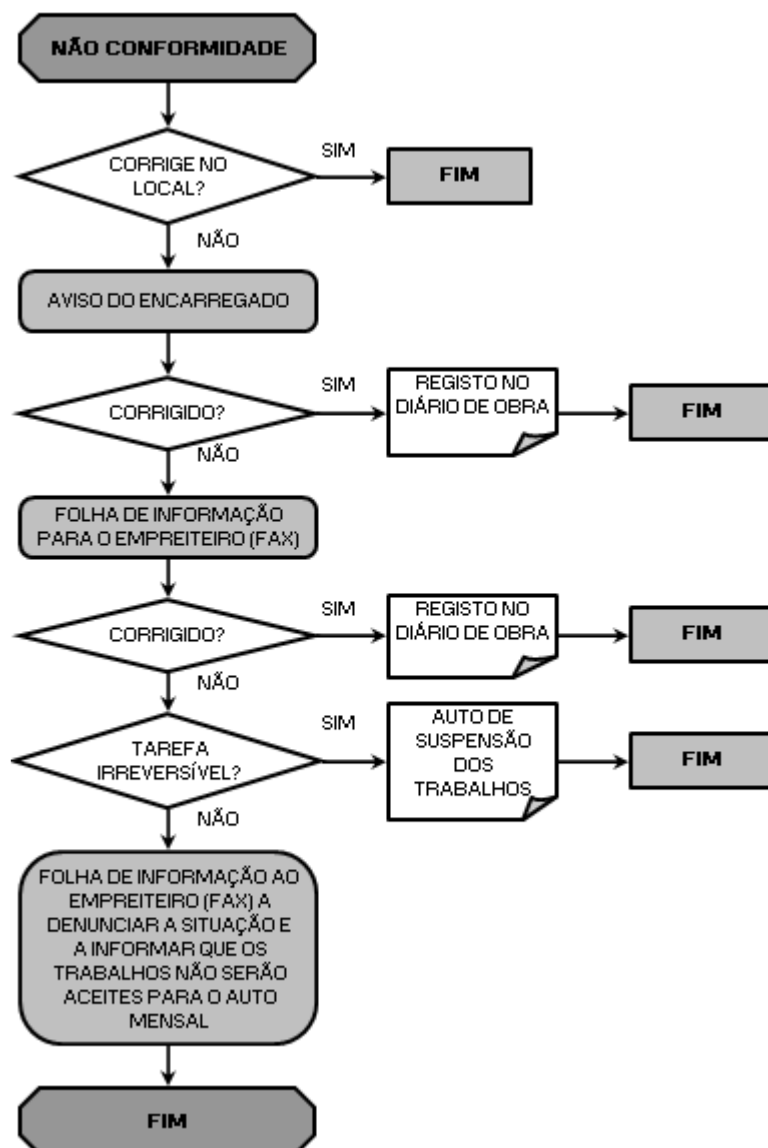 NÃO CONFORMIDADE
CORRIGE NO
LOCAL?
SIM
FIM
NÃO
AVISO DO ENCARREGADO
CORRIGIDO?
SIM
REGISTO NO
DIÁRIO DE OBRA
FIM
NÃO
FOLHA DE INFORMAÇÃO
PARA O EMPREITEIRO (FAX)
CORRIGIDO?
SIM
REGISTO NO
DIÁRIO DE OBRA
FIM
NÃO
TAREFA
IRREVERSÍVEL?
SIM
AUTO DE
SUSPENSÃO
DOS
TRABALHOS
FIM
NÃO
FOLHA DE INFORMAÇÃO AO
EMPREITEIRO (FAX) A
DENUNCIAR A SITUAÇÃO E
A INFORMAR QUE OS
TRABALHOS NÃO SERÃO
ACEITES PARA O AUTO
MENSAL
FIM